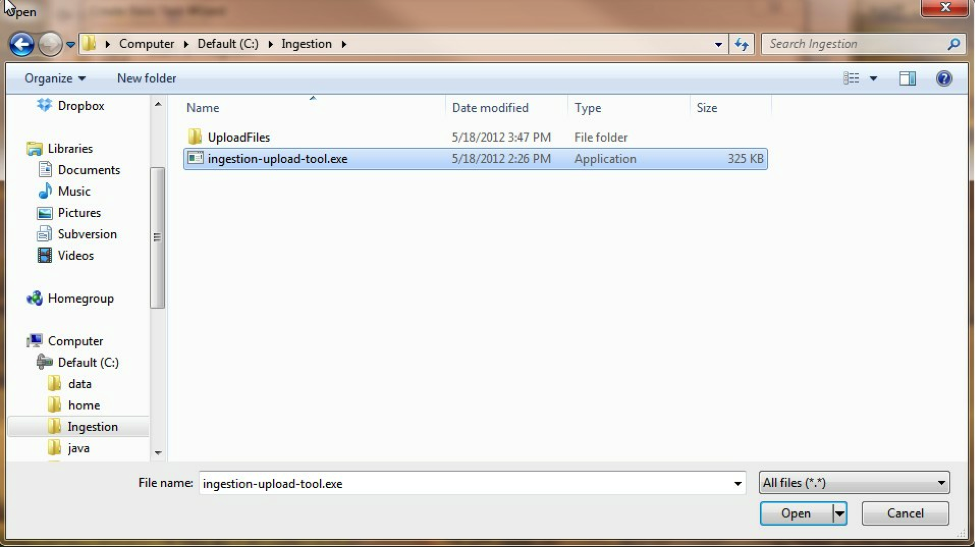 Open
Computer Default (C:) Ingestion
Search Ingestion
Organize New folder
Name Date modified Type Size
UploadFiles 5/18/2012 3:47 PM File folder
ingestion-upload-tool.exe 5/18/2012 2:26 PM Application 325 KB
Dropbox
Libraries
Documents
Music
Pictures
Subversion
Videos
Homegroup
Computer
Default (C:)
data
home
Ingestion
java
File name: ingestion-upload-tool.exe All files (*.*)
Open Cancel